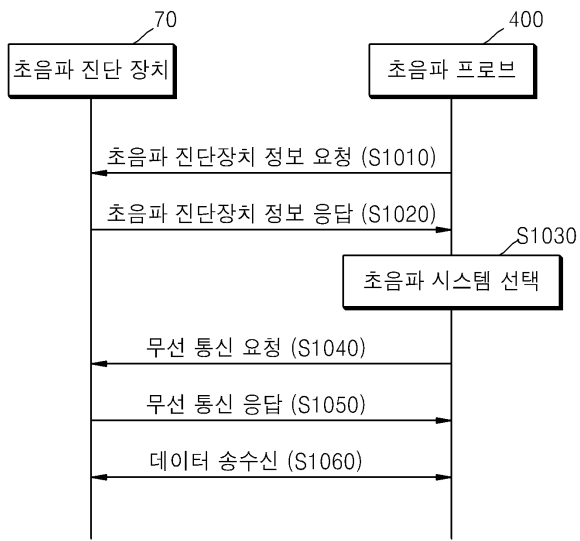 70
400
초음파 진단 장치
초음파 프로브
초음파 진단장치 정보 요청 (S1010)
초음파 진단장치 정보 응답 (S1020)
S1030
초음파 시스템 선택
무선 통신 요청 (S1040)
무선 통신 응답 (S1050)
데이터 송수신 (S1060)